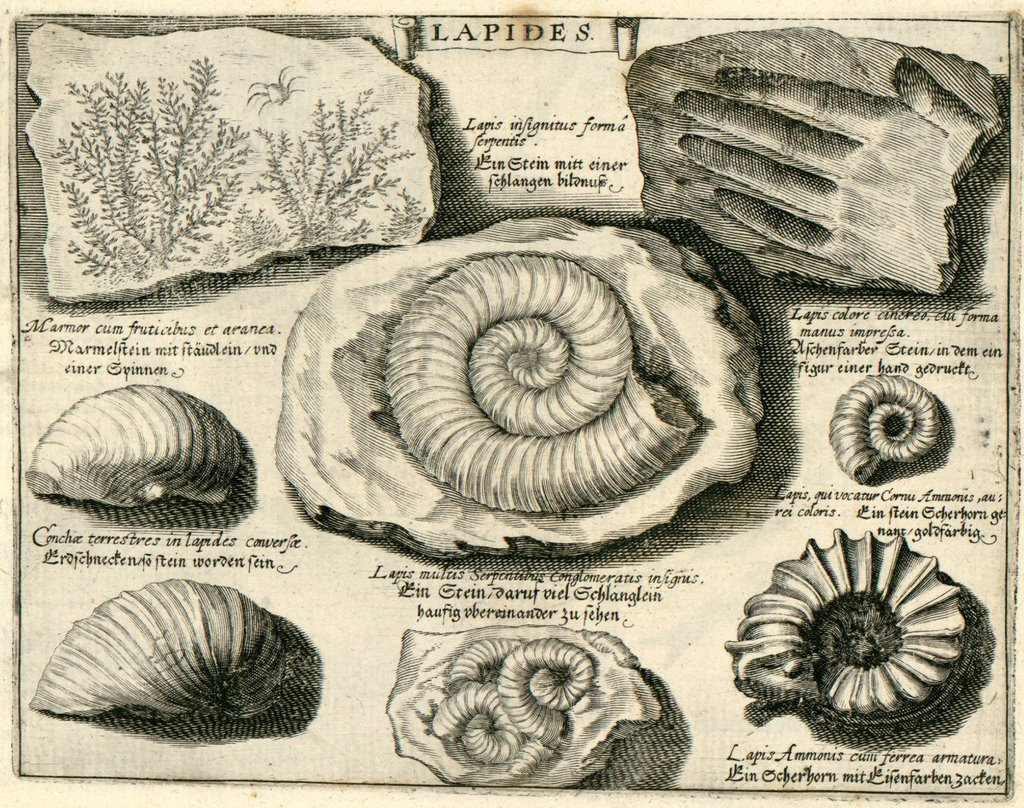 LAPIDES.
Lapis insignitus formâ
serpentis.
Ein Stein mitt einer
schlangen bildnuß
Marmor cum fruticibus et aranea.
Marmelstein mit stäudlein/vnd
einer Spinnen
Lapis colore cinereo, cui forma
manus impressa.
Aschenfarber Stein/in dem ein
figur einer hand gedruckt
Lapis, qui vocatur Cornu Ammonis, au-
rei coloris. Ein stein Scherhorn ge-
nant/goldfärbig
Conchæ terrestres in lapides conversæ.
Erdschnecken/so stein worden sein
Lapis multis Serpentibus conglomeratis insignis.
Ein Stein/daruf viel Schlänglein
haufig vbereinander zu sehen
Lapis Ammonis cum ferrea armatura:
Ein Scherhorn mit Eisenfarben zacken